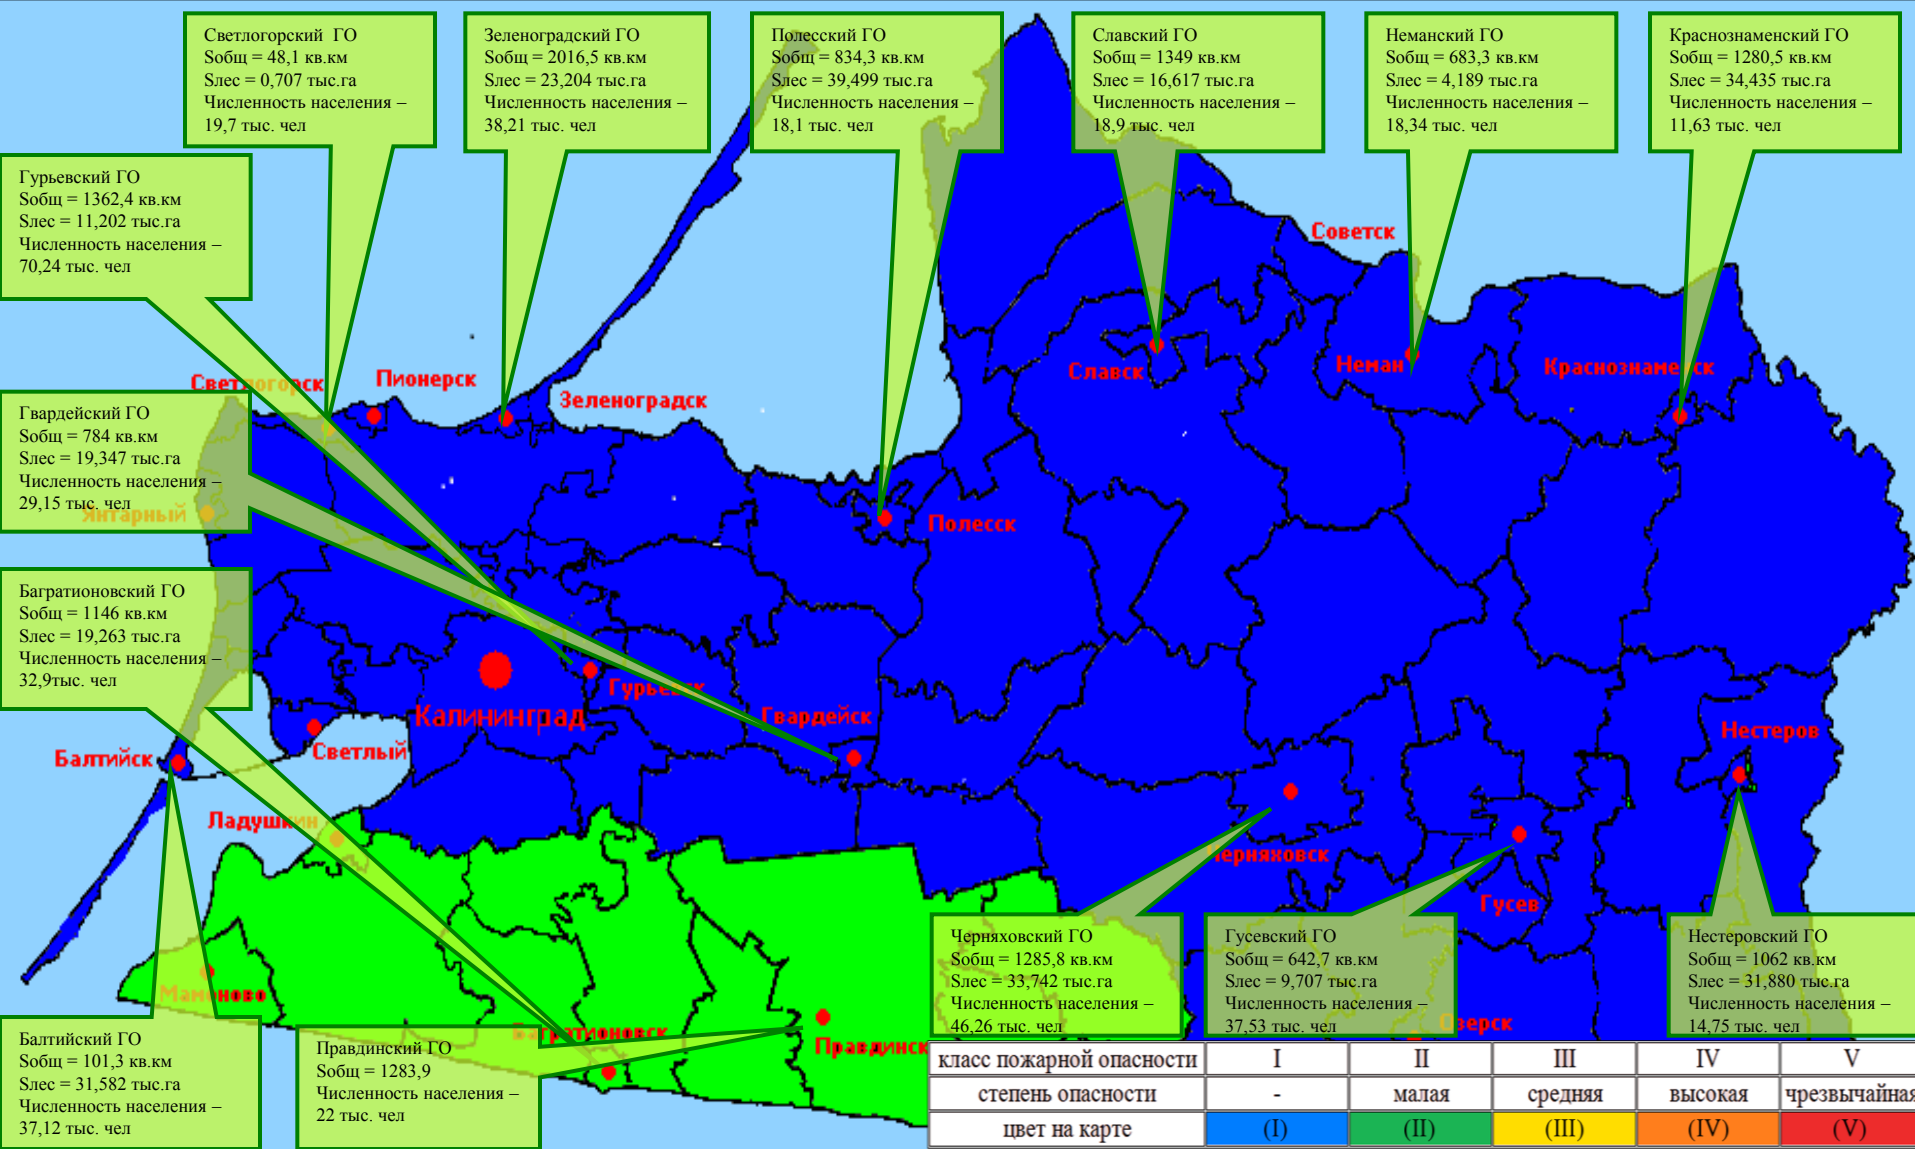 Светлогорский ГО
Sобщ = 48,1 кв.км
Sлес = 0,707 тыс.га
Численность населения –
19,7 тыс. чел
Зеленоградский ГО
Sобщ = 2016,5 кв.км
Sлес = 23,204 тыс.га
Численность населения –
38,21 тыс. чел
Полесский ГО
Sобщ = 834,3 кв.км
Sлес = 39,499 тыс.га
Численность населения –
18,1 тыс. чел
Славский ГО
Sобщ = 1349 кв.км
Sлес = 16,617 тыс.га
Численность населения –
18,9 тыс. чел
Неманский ГО
Sобщ = 683,3 кв.км
Sлес = 4,189 тыс.га
Численность населения –
18,34 тыс. чел
Краснознаменский ГО
Sобщ = 1280,5 кв.км
Sлес = 34,435 тыс.га
Численность населения –
11,63 тыс. чел
Гурьевский ГО
Sобщ = 1362,4 кв.км
Sлес = 11,202 тыс.га
Численность населения –
70,24 тыс. чел
Советск
Славск
Неман
Краснознаменск
Светлогорск
Пионерск
Зеленоградск
Гвардейский ГО
Sобщ = 784 кв.км
Sлес = 19,347 тыс.га
Численность населения –
29,15 тыс. чел
Янтарный
Полесск
Багратионовский ГО
Sобщ = 1146 кв.км
Sлес = 19,263 тыс.га
Численность населения –
32,9тыс. чел
Гурьевск
Калининград
Гвардейск
Нестеров
Светлый
Балтийск
Ладушкин
Черняховск
Гусев
Мамоново
Багратионовск
Правдинск
Озерск
Черняховский ГО
Sобщ = 1285,8 кв.км
Sлес = 33,742 тыс.га
Численность населения –
46,26 тыс. чел
Гусевский ГО
Sобщ = 642,7 кв.км
Sлес = 9,707 тыс.га
Численность населения –
37,53 тыс. чел
Нестеровский ГО
Sобщ = 1062 кв.км
Sлес = 31,880 тыс.га
Численность населения –
14,75 тыс. чел
Балтийский ГО
Sобщ = 101,3 кв.км
Sлес = 31,582 тыс.га
Численность населения –
37,12 тыс. чел
Правдинский ГО
Sобщ = 1283,9
Численность населения –
22 тыс. чел
класс пожарной опасности I II III IV V
степень опасности - малая средняя высокая чрезвычайная
цвет на карте (I) (II) (III) (IV) (V)